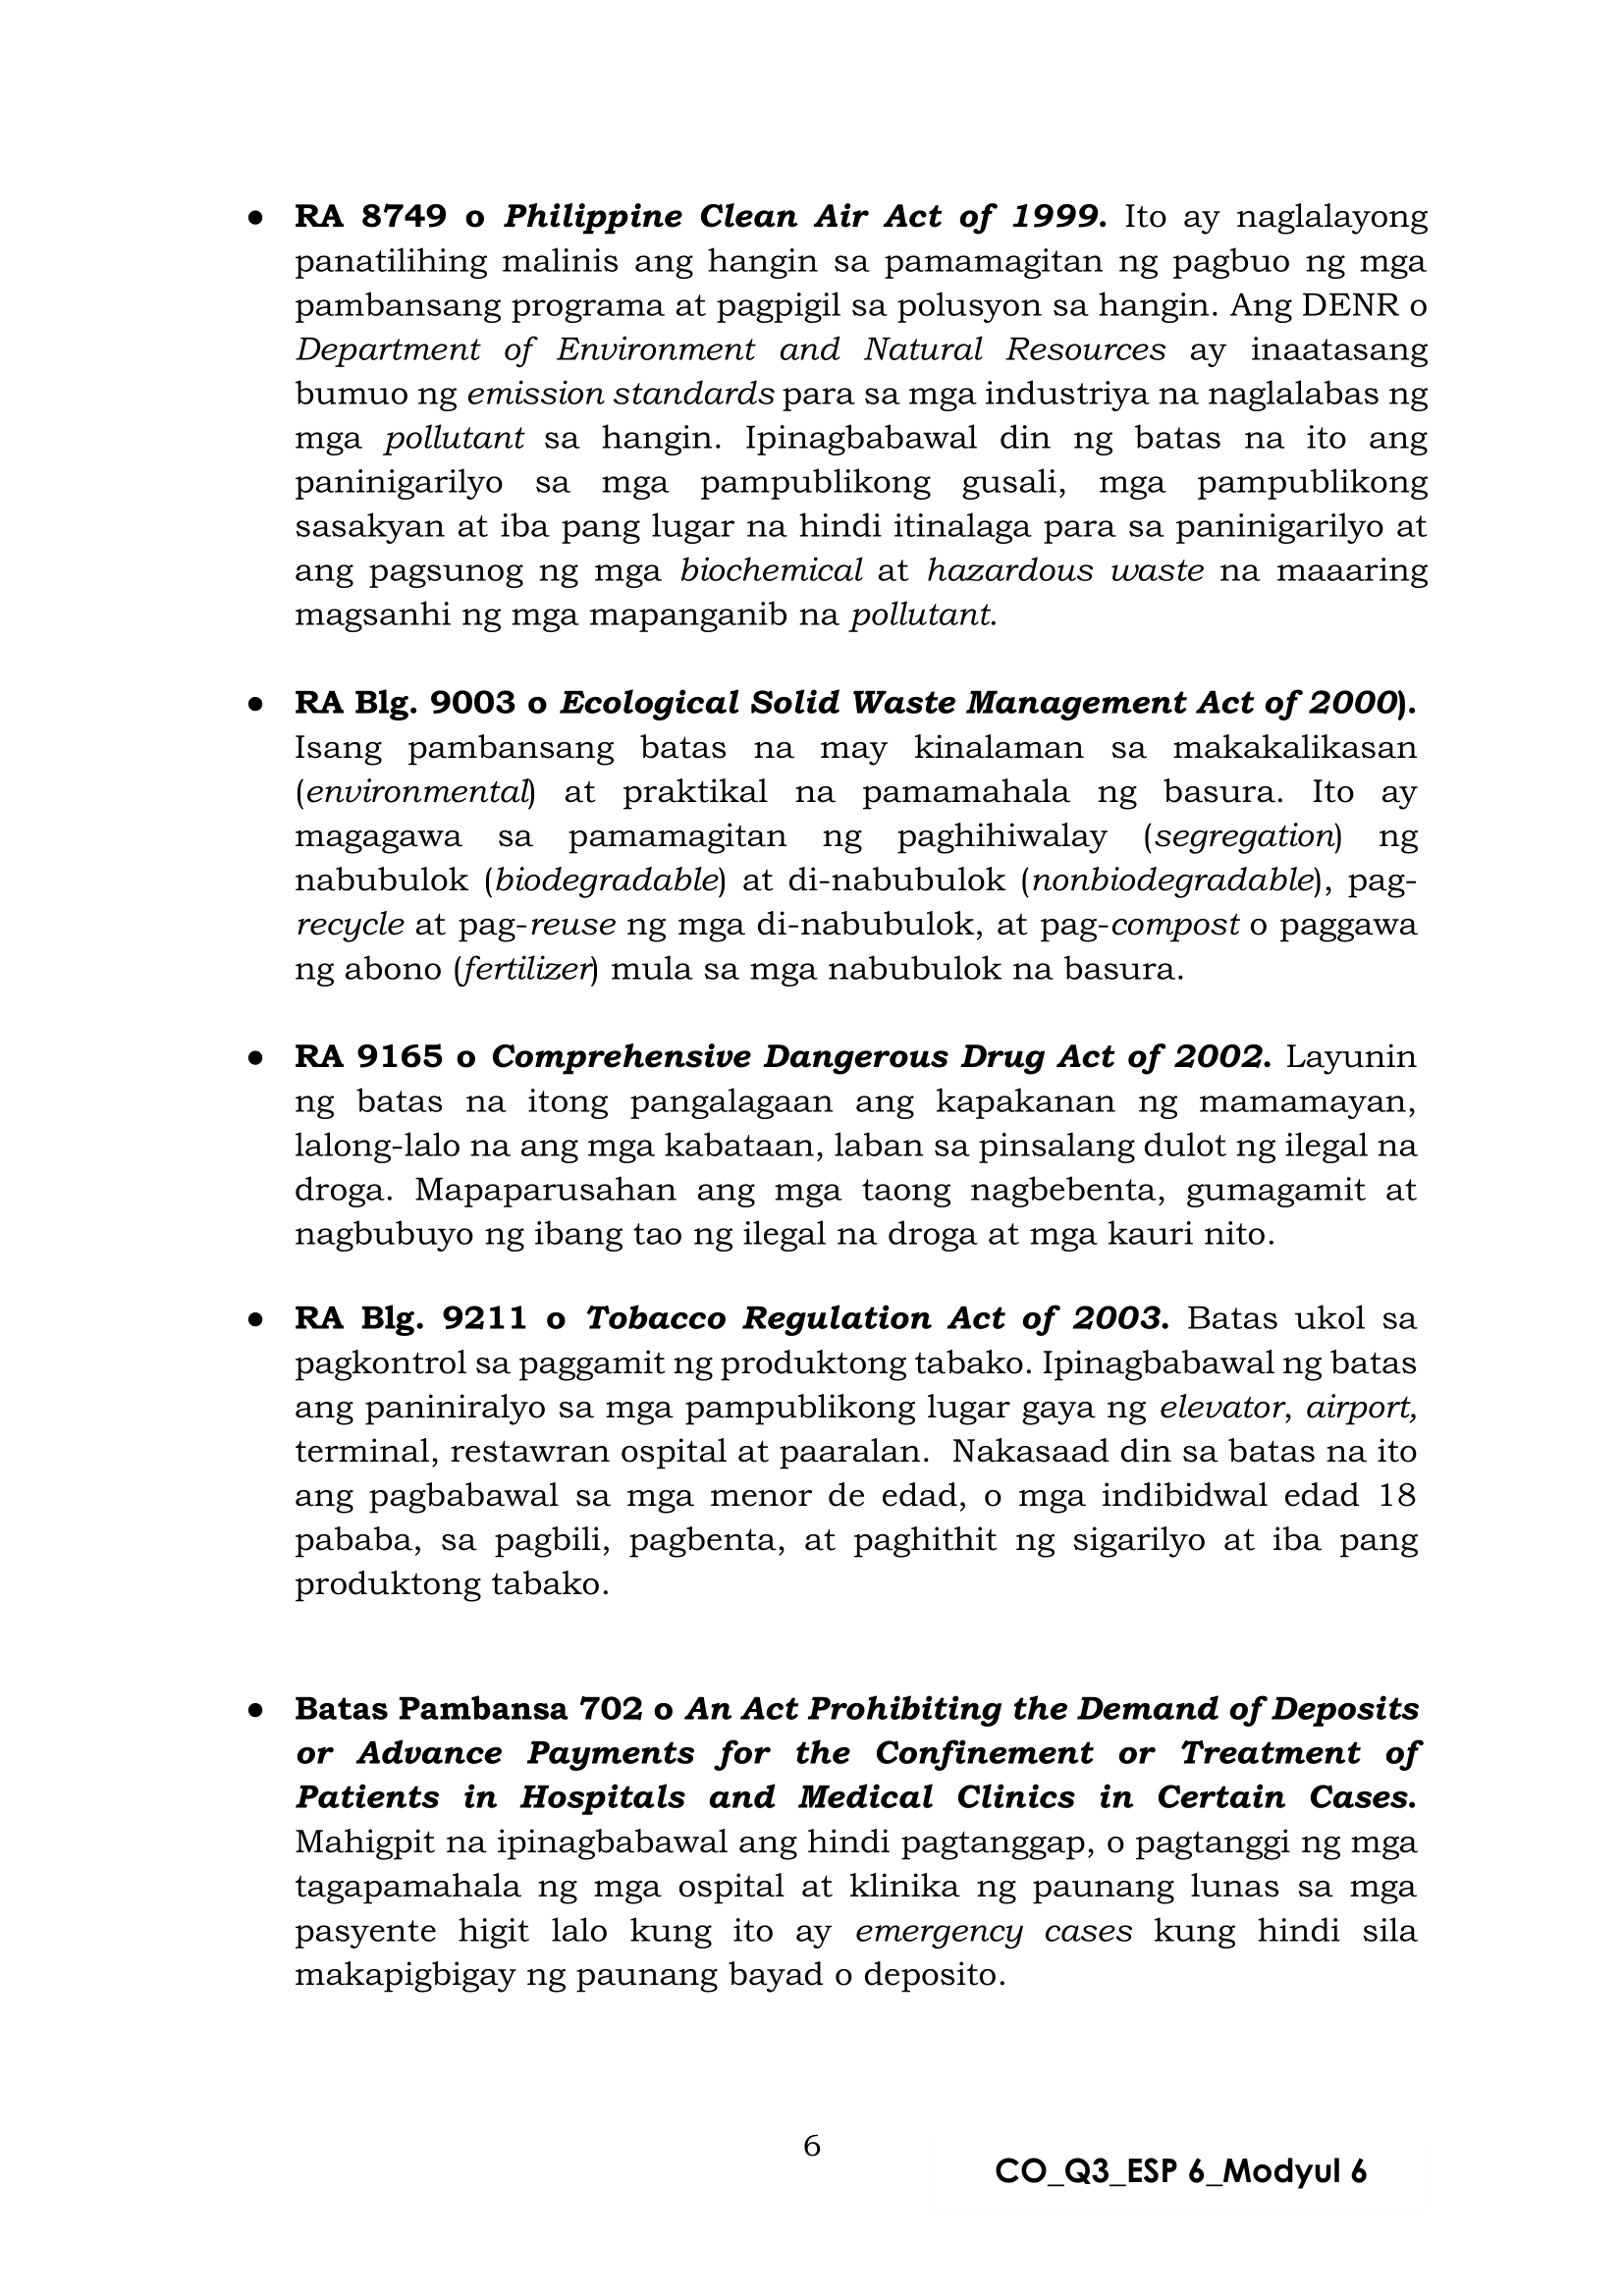 ● RA 8749 o Philippine Clean Air Act of 1999. Ito ay naglalayong
panatilihing malinis ang hangin sa pamamagitan ng pagbuo ng mga
pambansang programa at pagpigil sa polusyon sa hangin. Ang DENR o
Department of Environment and Natural Resources ay inaatasang
bumuo ng emission standards para sa mga industriya na naglalabas ng
mga pollutant sa hangin. Ipinagbabawal din ng batas na ito ang
paninigarilyo sa mga pampublikong gusali, mga pampublikong
sasakyan at iba pang lugar na hindi itinalaga para sa paninigarilyo at
ang pagsunog ng mga biochemical at hazardous waste na maaaring
magsanhi ng mga mapanganib na pollutant.
● RA Blg. 9003 o Ecological Solid Waste Management Act of 2000).
Isang pambansang batas na may kinalaman sa makakalikasan
(environmental) at praktikal na pamamahala ng basura. Ito ay
magagawa sa pamamagitan ng paghihiwalay (segregation) ng
nabubulok (biodegradable) at di-nabubulok (nonbiodegradable), pag-
recycle at pag-reuse ng mga di-nabubulok, at pag-compost o paggawa
ng abono (fertilizer) mula sa mga nabubulok na basura.
● RA 9165 o Comprehensive Dangerous Drug Act of 2002. Layunin
ng batas na itong pangalagaan ang kapakanan ng mamamayan,
lalong-lalo na ang mga kabataan, laban sa pinsalang dulot ng ilegal na
droga. Mapaparusahan ang mga taong nagbebenta, gumagamit at
nagbubuyo ng ibang tao ng ilegal na droga at mga kauri nito.
● RA Blg. 9211 o Tobacco Regulation Act of 2003. Batas ukol sa
pagkontrol sa paggamit ng produktong tabako. Ipinagbabawal ng batas
ang paniniralyo sa mga pampublikong lugar gaya ng elevator, airport,
terminal, restawran ospital at paaralan. Nakasaad din sa batas na ito
ang pagbabawal sa mga menor de edad, o mga indibidwal edad 18
pababa, sa pagbili, pagbenta, at paghithit ng sigarilyo at iba pang
produktong tabako.
● Batas Pambansa 702 o An Act Prohibiting the Demand of Deposits
or Advance Payments for the Confinement or Treatment of
Patients in Hospitals and Medical Clinics in Certain Cases.
Mahigpit na ipinagbabawal ang hindi pagtanggap, o pagtanggi ng mga
tagapamahala ng mga ospital at klinika ng paunang lunas sa mga
pasyente higit lalo kung ito ay emergency cases kung hindi sila
makapigbigay ng paunang bayad o deposito.
6
CO_Q3_ESP 6_Modyul 6